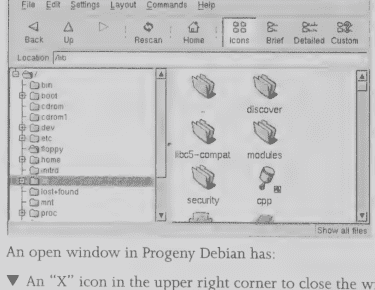 File Edit Settings Layout Commands Help
Back Up Rescan Home Icons Brief Detailed Custom
Location /lib
/
bin
boot
cdrom
cdrom1
dev
etc
floppy
home
initrd
lost+found
mnt
proc
..
discover
libc5-compat
modules
security
cpp
Show all files
An open window in Progeny Debian has:
▼ An “X” icon in the upper right corner to close the